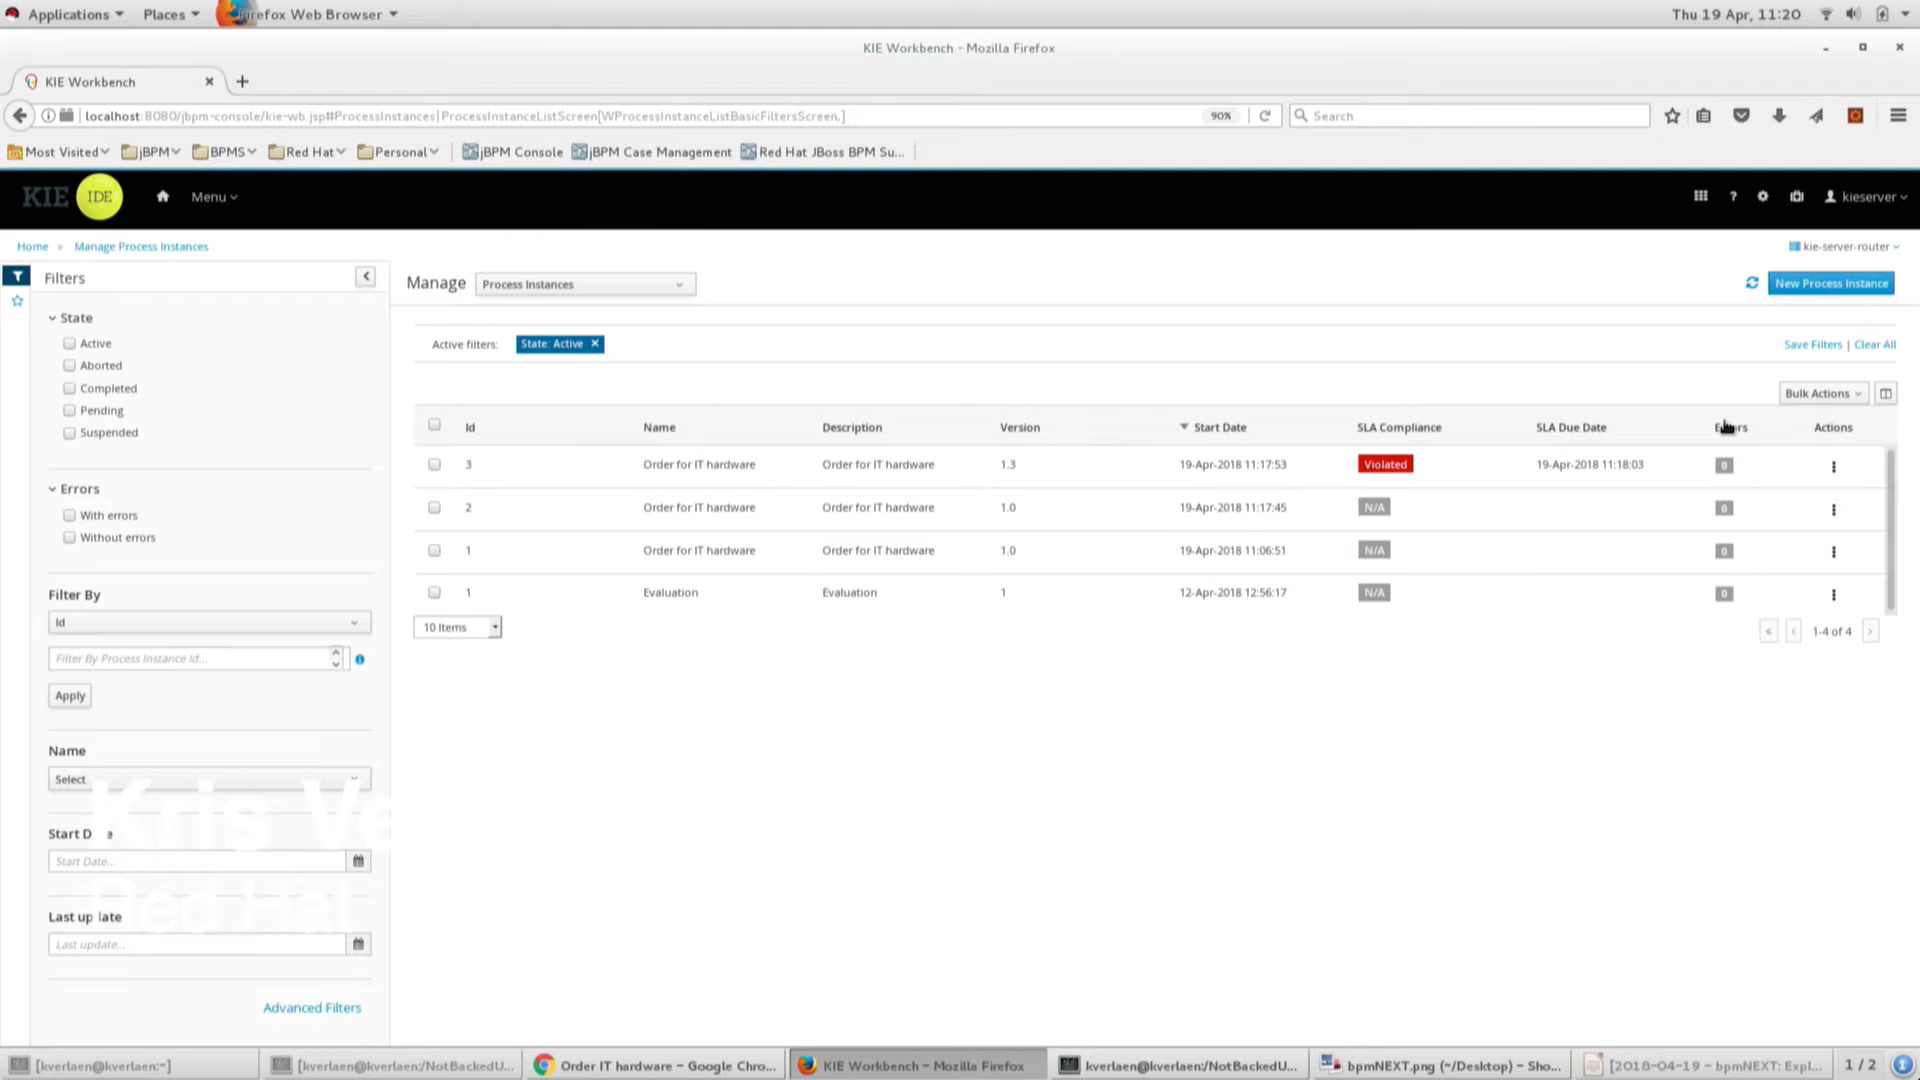 Applications Places Firefox Web Browser Thu 19 Apr, 11:20
KIE Workbench - Mozilla Firefox
KIE Workbench
localhost:8080/jbpm-console/kie-wb.jsp#ProcessInstances|ProcessInstanceListScreen[WProcessInstanceListBasicFiltersScreen,] 90% Search
Most Visited jBPM BPMS Red Hat Personal jBPM Console jBPM Case Management Red Hat JBoss BPM Su...
KIE IDE Menu ? kieserver
Home » Manage Process Instances kie-server-router
Filters
Manage Process Instances New Process Instance
State
Active filters: State: Active × Save Filters | Clear All
Active
Aborted
Completed
Pending
Suspended
Bulk Actions
Id Name Description Version Start Date SLA Compliance SLA Due Date Actions
3 Order for IT hardware Order for IT hardware 1.3 19-Apr-2018 11:17:53 Violated 19-Apr-2018 11:18:03 0
2 Order for IT hardware Order for IT hardware 1.0 19-Apr-2018 11:17:45 N/A 0
1 Order for IT hardware Order for IT hardware 1.0 19-Apr-2018 11:06:51 N/A 0
1 Evaluation Evaluation 1 12-Apr-2018 12:56:17 N/A 0
10 Items 1-4 of 4
Errors
With errors
Without errors
Filter By
Id
Filter By Process Instance Id...
Apply
Name
Select
Kris Ve
Start D e
Start Date...
Red Hat
Last up late
Last update...
Advanced Filters
[kverlaen@kverlaen:~] [kverlaen@kverlaen:/NotBackedU... Order IT hardware - Google Chro... KIE Workbench - Mozilla Firefox kverlaen@kverlaen:/NotBackedU... bpmNEXT.png (~/Desktop) - Sho... [2018-04-19 - bpmNEXT: Expl... 1 / 2 1